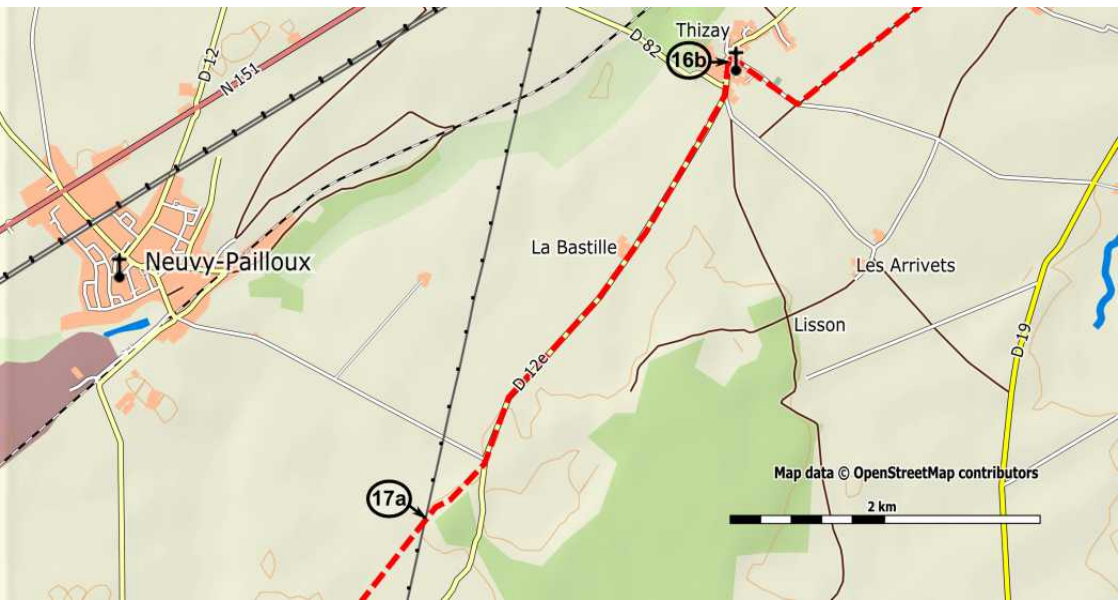 Thizay
D 82
16b
D 12
N 151
La Bastille
Neuvy-Pailloux
Les Arrivets
Lisson
D 19
D 12e
Map data © OpenStreetMap contributors
17a
2 km